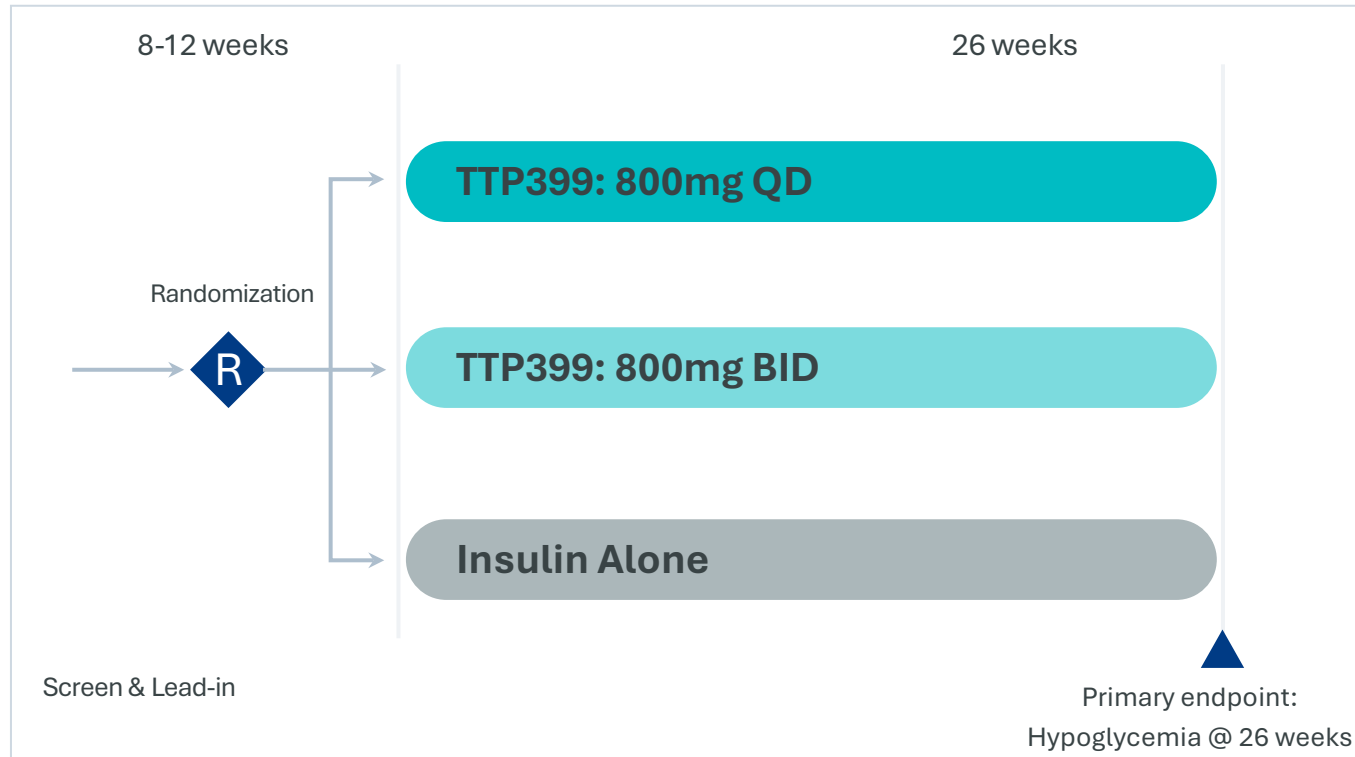 8-12 weeks
26 weeks
TTP399: 800mg QD
Randomization
R
TTP399: 800mg BID
Insulin Alone
Screen & Lead-in
Primary endpoint:
Hypoglycemia @ 26 weeks